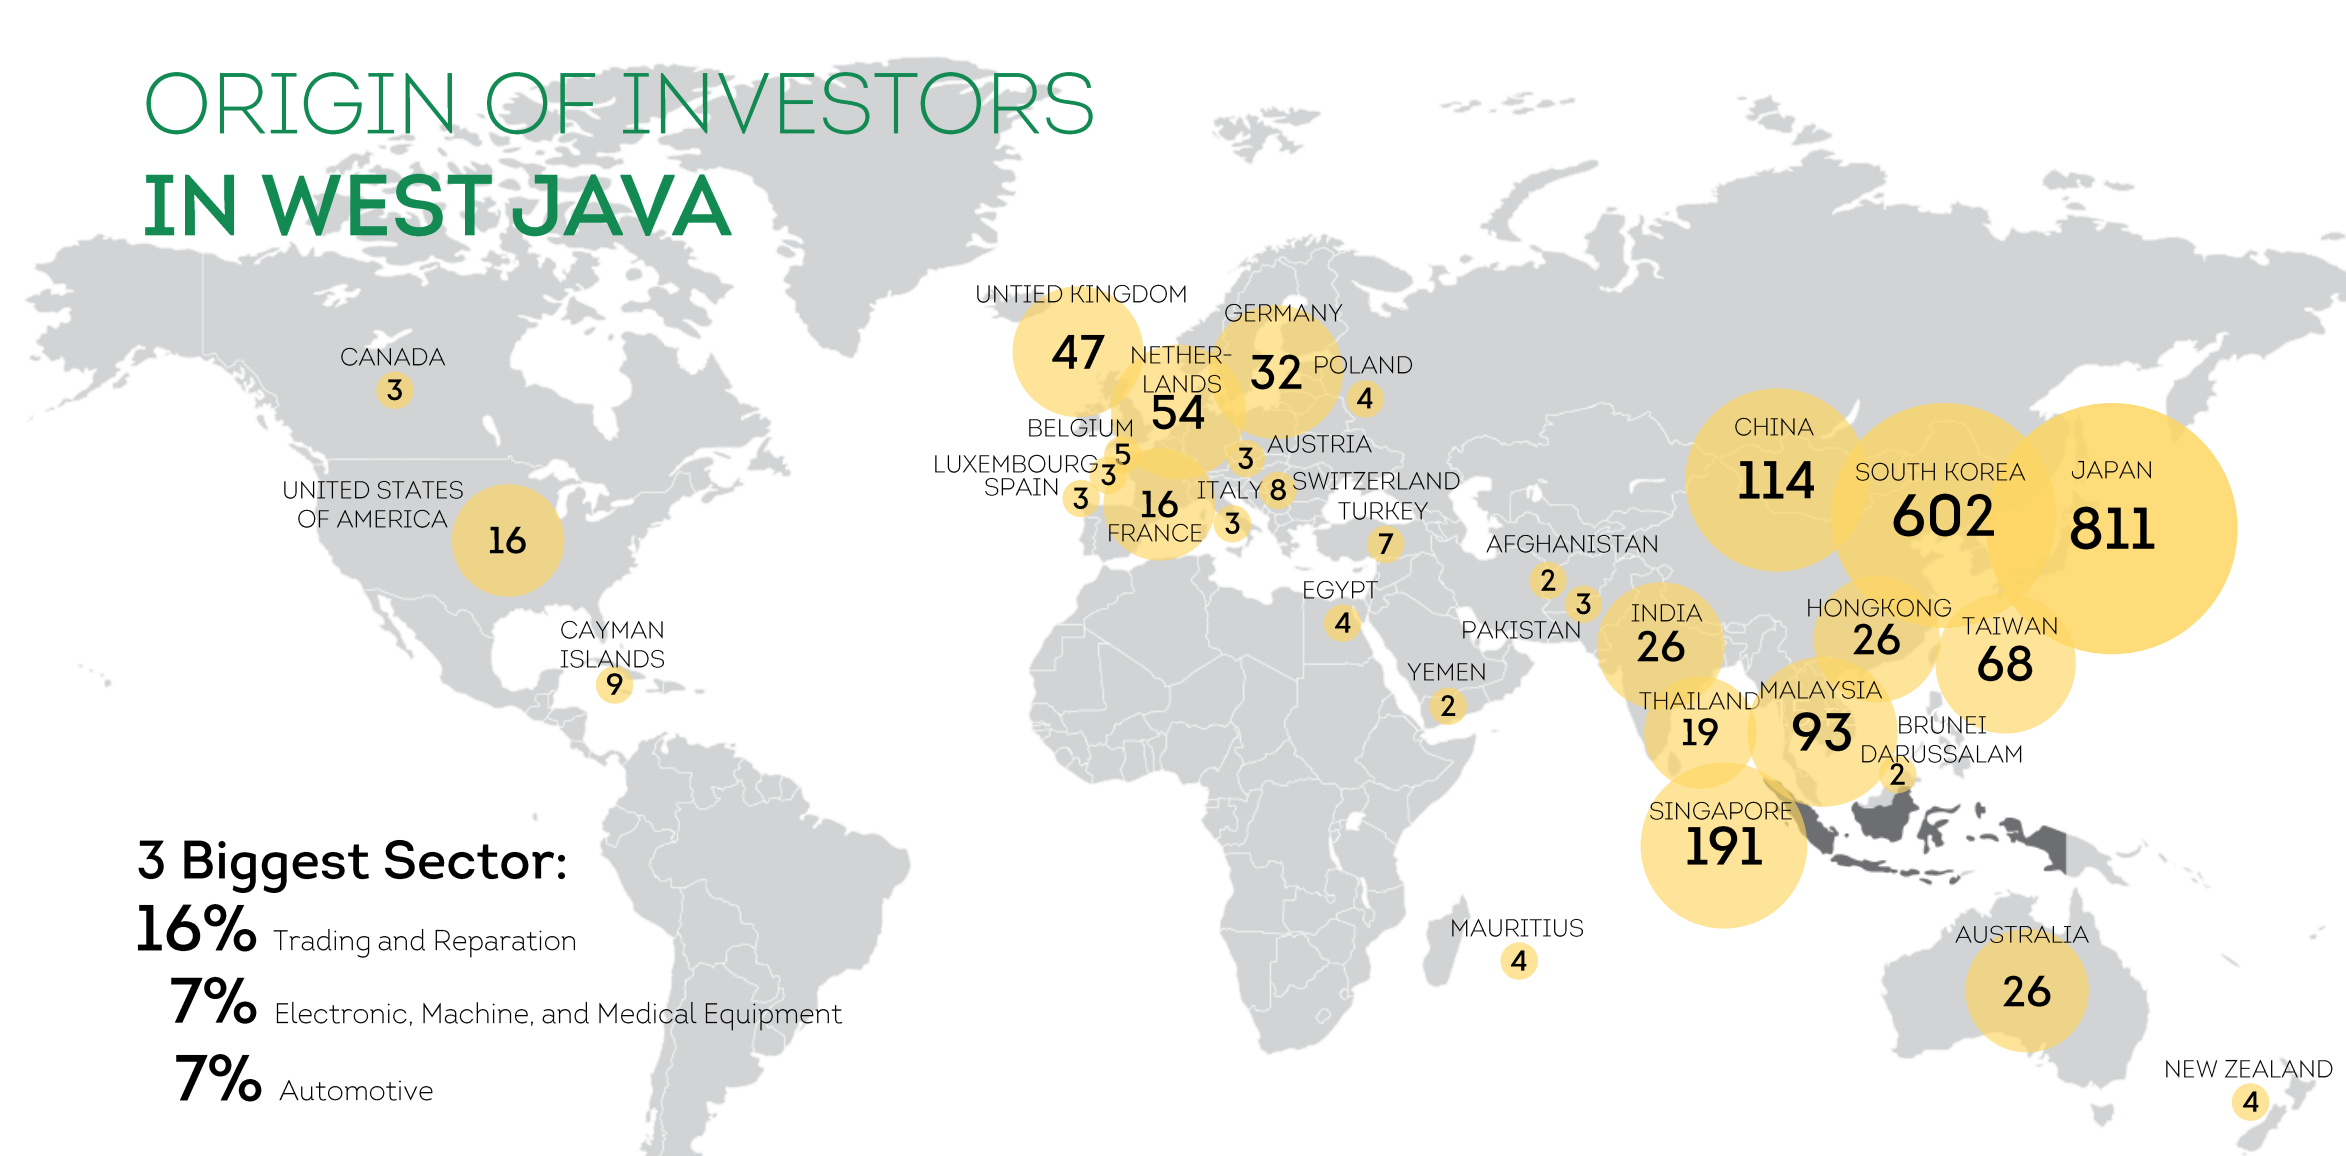 ORIGIN OF INVESTORS
IN WEST JAVA
CANADA
3
UNITED STATES
OF AMERICA
16
CAYMAN
ISLANDS
9
UNTIED KINGDOM
47
NETHER-
LANDS
54
GERMANY
32
POLAND
4
BELGIUM
5
LUXEMBOURG
3
SPAIN
3
16
FRANCE
AUSTRIA
3
ITALY
3
SWITZERLAND
8
TURKEY
7
EGYPT
4
YEMEN
2
AFGHANISTAN
2
PAKISTAN
3
INDIA
26
CHINA
114
SOUTH KOREA
602
JAPAN
811
HONGKONG
26
TAIWAN
68
THAILAND
19
MALAYSIA
93
BRUNEI
DARUSSALAM
2
SINGAPORE
191
MAURITIUS
4
AUSTRALIA
26
NEW ZEALAND
4
3 Biggest Sector:
16% Trading and Reparation
7% Electronic, Machine, and Medical Equipment
7% Automotive